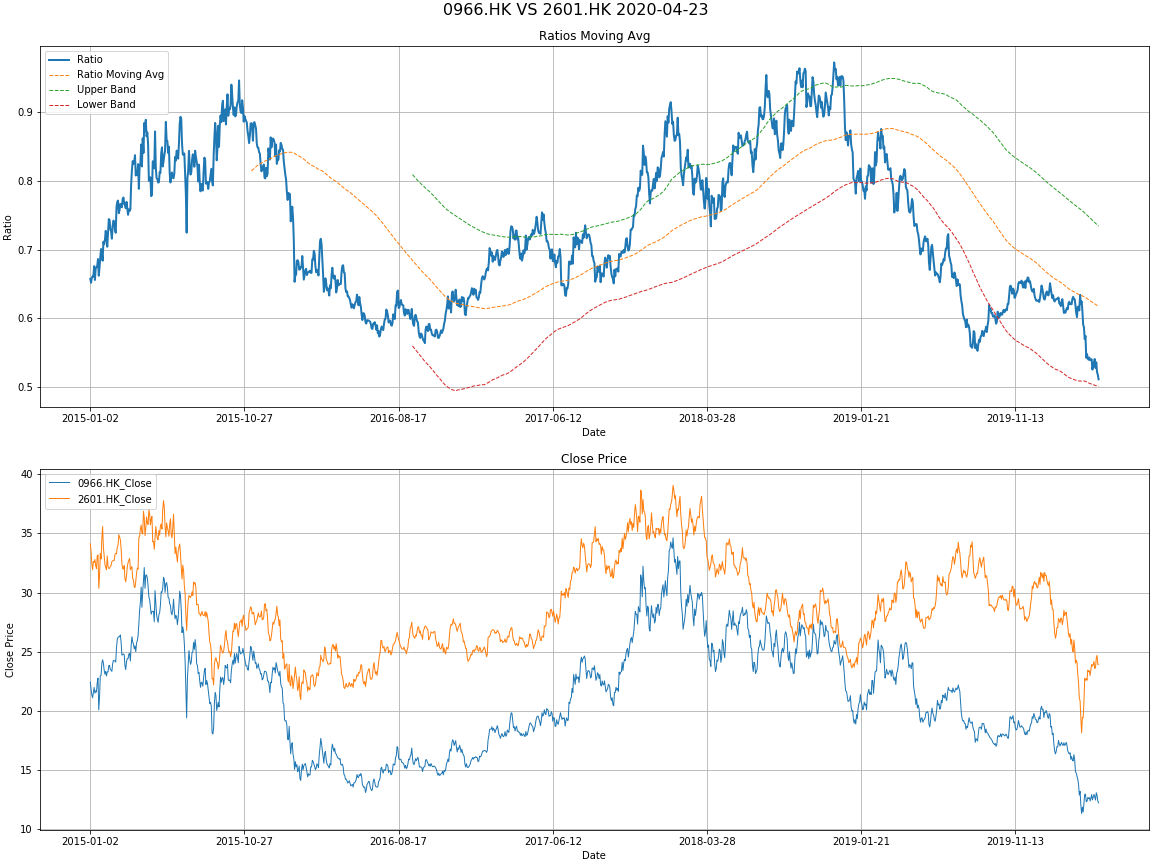 0966.HK VS 2601.HK 2020-04-23
Ratios Moving Avg
Ratio
Ratio Moving Avg
Upper Band
Lower Band
0.9
0.8
0.7
0.6
0.5
Ratio
2015-01-02 2015-10-27 2016-08-17 2017-06-12 2018-03-28 2019-01-21 2019-11-13
Date
Close Price
0966.HK_Close
2601.HK_Close
40
35
30
25
20
15
10
Close Price
2015-01-02 2015-10-27 2016-08-17 2017-06-12 2018-03-28 2019-01-21 2019-11-13
Date